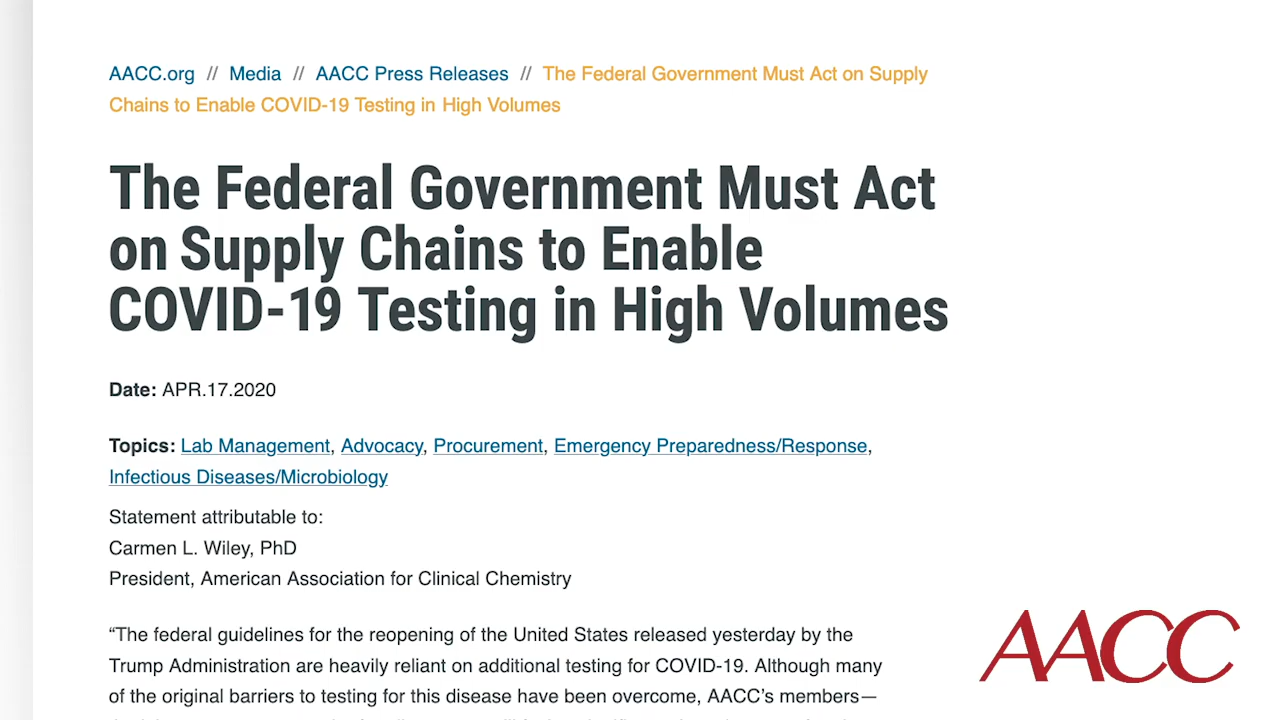 AACC.org // Media // AACC Press Releases // The Federal Government Must Act on Supply
Chains to Enable COVID-19 Testing in High Volumes
The Federal Government Must Act
on Supply Chains to Enable
COVID-19 Testing in High Volumes
Date: APR.17.2020
Topics: Lab Management, Advocacy, Procurement, Emergency Preparedness/Response,
Infectious Diseases/Microbiology
Statement attributable to:
Carmen L. Wiley, PhD
President, American Association for Clinical Chemistry
“The federal guidelines for the reopening of the United States released yesterday by the
Trump Administration are heavily reliant on additional testing for COVID-19. Although many
of the original barriers to testing for this disease have been overcome, AACC’s members—
AACC